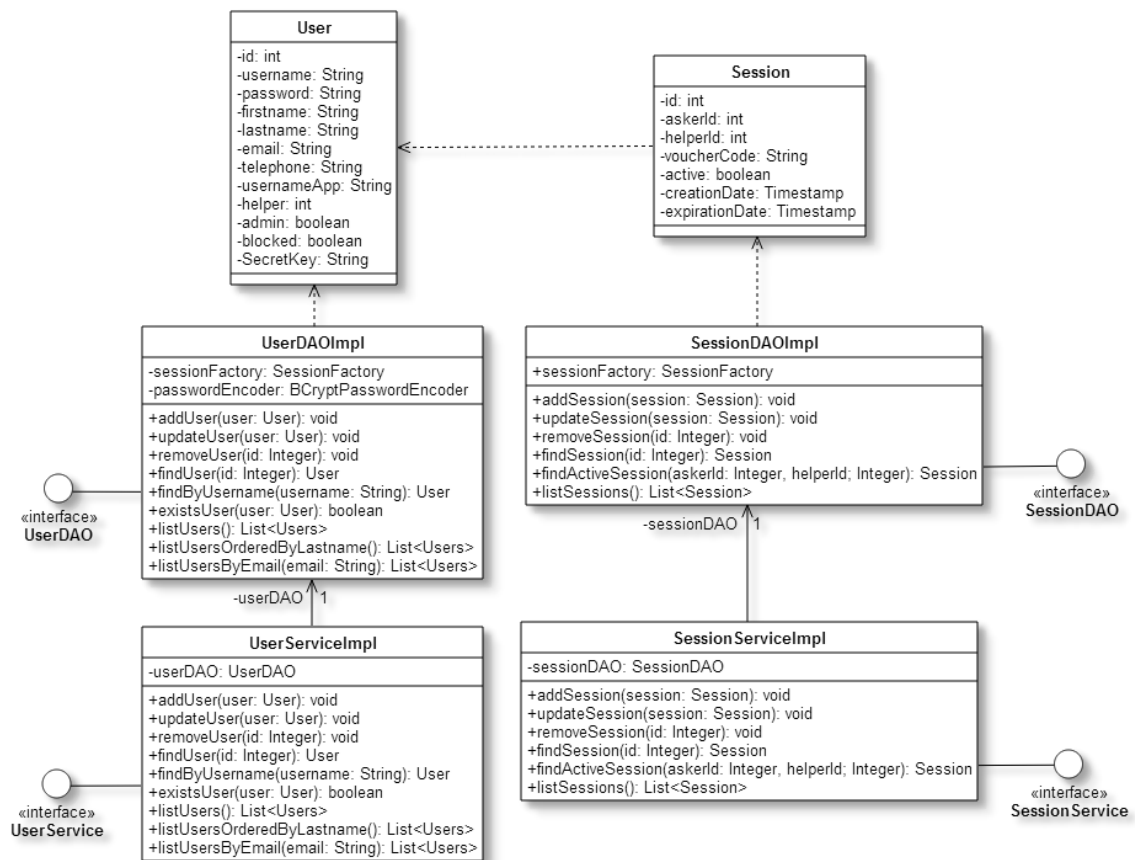 User
-id: int
-username: String
-password: String
-firstname: String
-lastname: String
-email: String
-telephone: String
-usernameApp: String
-helper: int
-admin: boolean
-blocked: boolean
-SecretKey: String
Session
-id: int
-askerId: int
-helperId: int
-voucherCode: String
-active: boolean
-creationDate: Timestamp
-expirationDate: Timestamp
UserDAOImpl
-sessionFactory: SessionFactory
-passwordEncoder: BCryptPasswordEncoder
+addUser(user: User): void
+updateUser(user: User): void
+removeUser(id: Integer): void
+findUser(id: Integer): User
+findByUsername(username: String): User
+existsUser(user: User): boolean
+listUsers(): List<Users>
+listUsersOrderedByLastname(): List<Users>
+listUsersByEmail(email: String): List<Users>
«interface»
UserDAO
SessionDAOImpl
+sessionFactory: SessionFactory
+addSession(session: Session): void
+updateSession(session: Session): void
+removeSession(id: Integer): void
+findSession(id: Integer): Session
+findActiveSession(askerId: Integer, helperId; Integer): Session
+listSessions(): List<Session>
«interface»
SessionDAO
-userDAO 1
-sessionDAO 1
UserServiceImpl
-userDAO: UserDAO
+addUser(user: User): void
+updateUser(user: User): void
+removeUser(id: Integer): void
+findUser(id: Integer): User
+findByUsername(username: String): User
+existsUser(user: User): boolean
+listUsers(): List<Users>
+listUsersOrderedByLastname(): List<Users>
+listUsersByEmail(email: String): List<Users>
«interface»
UserService
SessionServiceImpl
-sessionDAO: SessionDAO
+addSession(session: Session): void
+updateSession(session: Session): void
+removeSession(id: Integer): void
+findSession(id: Integer): Session
+findActiveSession(askerId: Integer, helperId; Integer): Session
+listSessions(): List<Session>
«interface»
SessionService